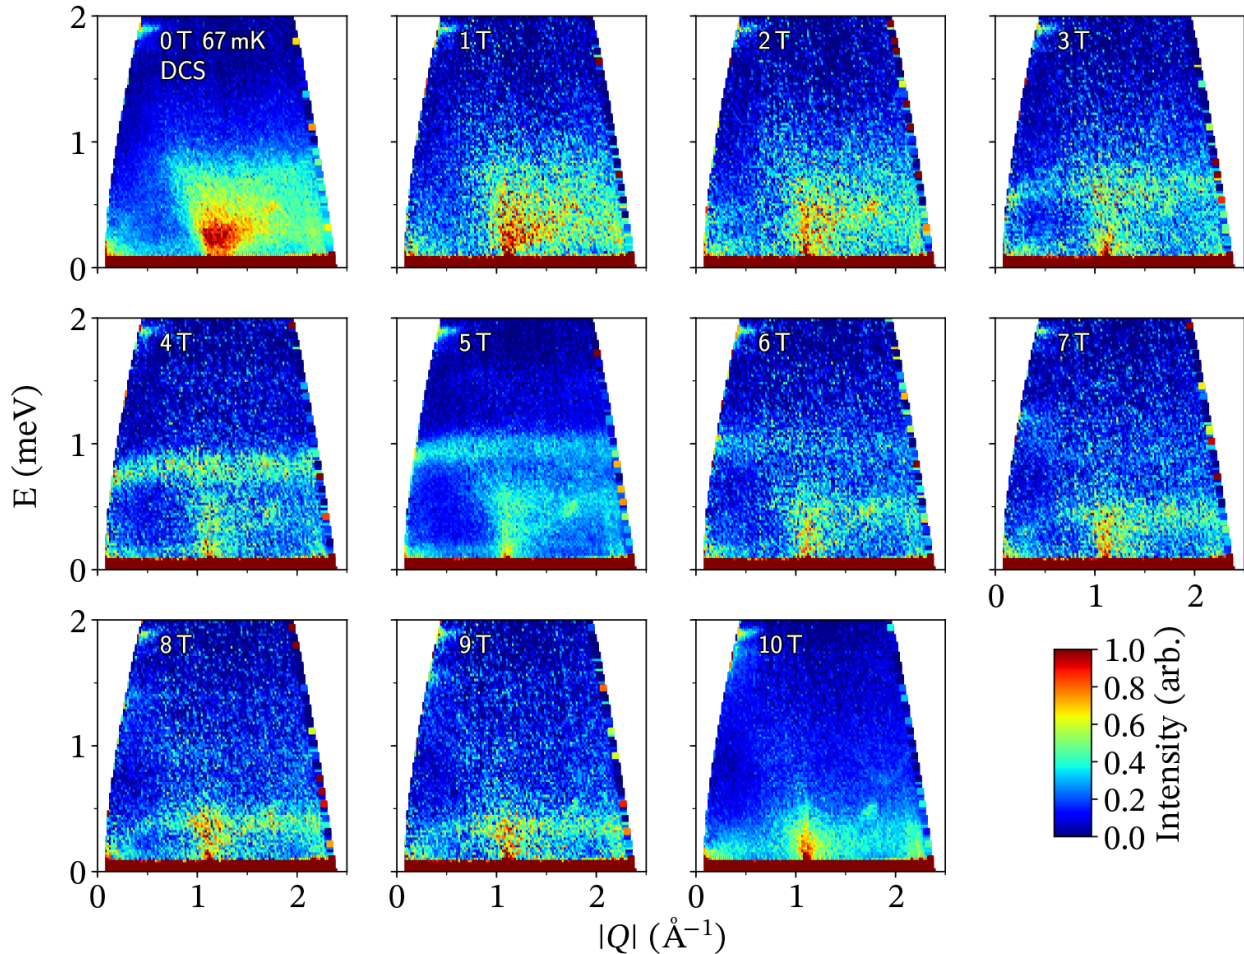 2
1
0
0 T 67 mK
DCS
1 T
2 T
3 T
2
1
0
4 T
5 T
6 T
7 T
0 1 2
E (meV)
2
1
0
8 T
9 T
10 T
0 1 2
0 1 2
0 1 2
|Q| (Å⁻¹)
1.0
0.8
0.6
0.4
0.2
0.0
Intensity (arb.)